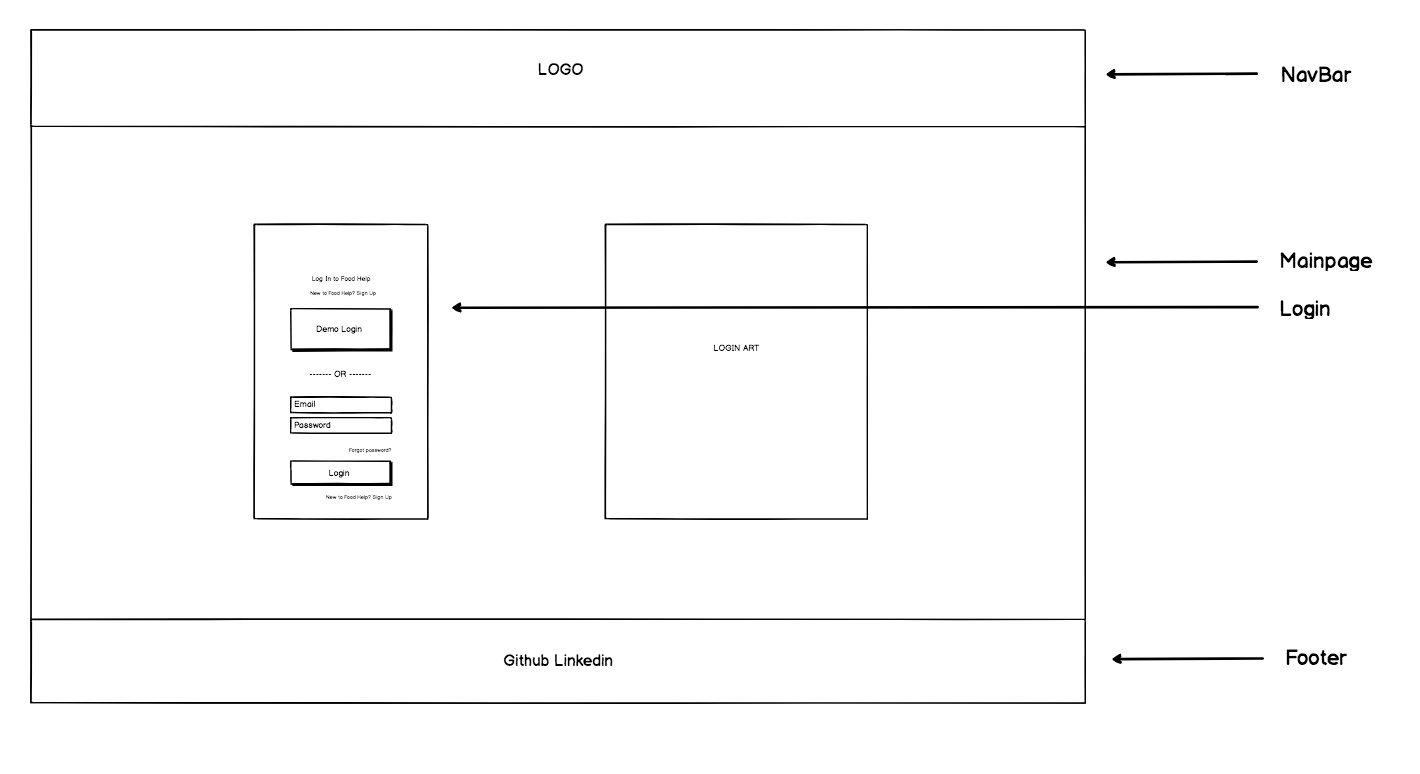 LOGO
NavBar
Mainpage
Log In to Food Help
New to Food Help? Sign Up
Login
Demo Login
LOGIN ART
------- OR -------
Email
Password
Forgot password?
Login
New to Food Help? Sign Up
Github Linkedin
Footer